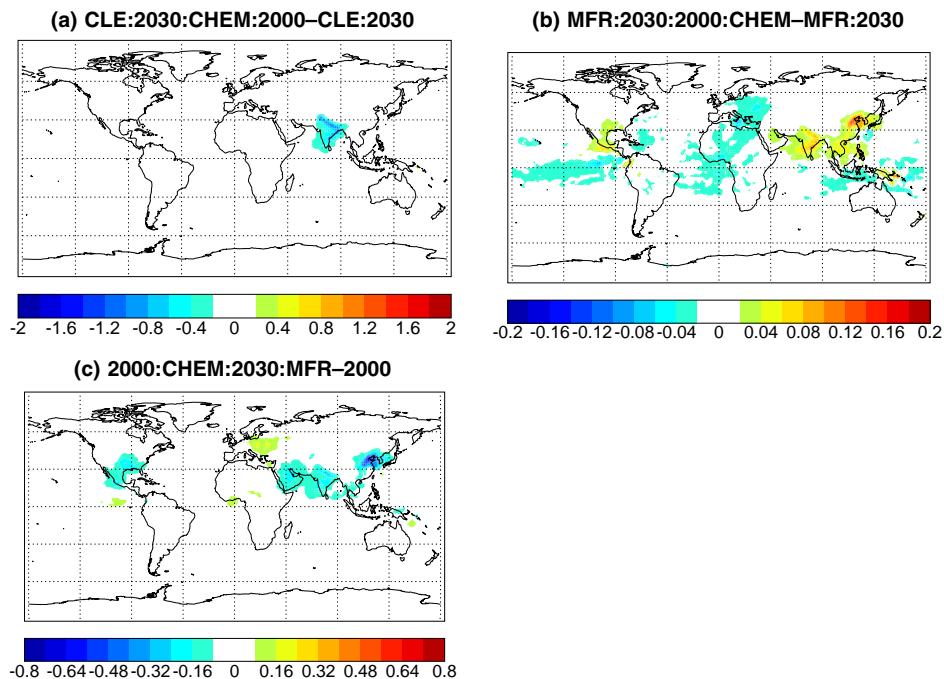 (a) CLE:2030:CHEM:2000–CLE:2030
(b) MFR:2030:2000:CHEM–MFR:2030
-2 -1.6 -1.2 -0.8 -0.4 0 0.4 0.8 1.2 1.6 2
-0.2 -0.16 -0.12 -0.08 -0.04 0 0.04 0.08 0.12 0.16 0.2
(c) 2000:CHEM:2030:MFR–2000
-0.8 -0.64 -0.48 -0.32 -0.16 0 0.16 0.32 0.48 0.64 0.8